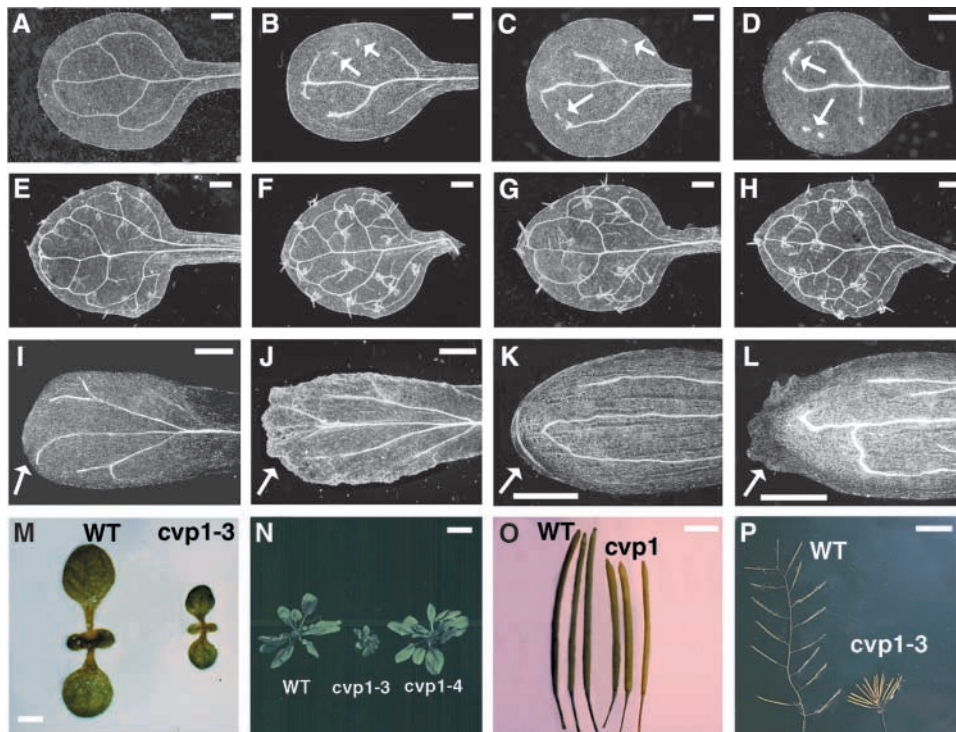 A B C D
E F G H
I J K L
M WT cvp1-3
N
WT cvp1-3 cvp1-4
O WT
cvp1
P
WT
cvp1-3